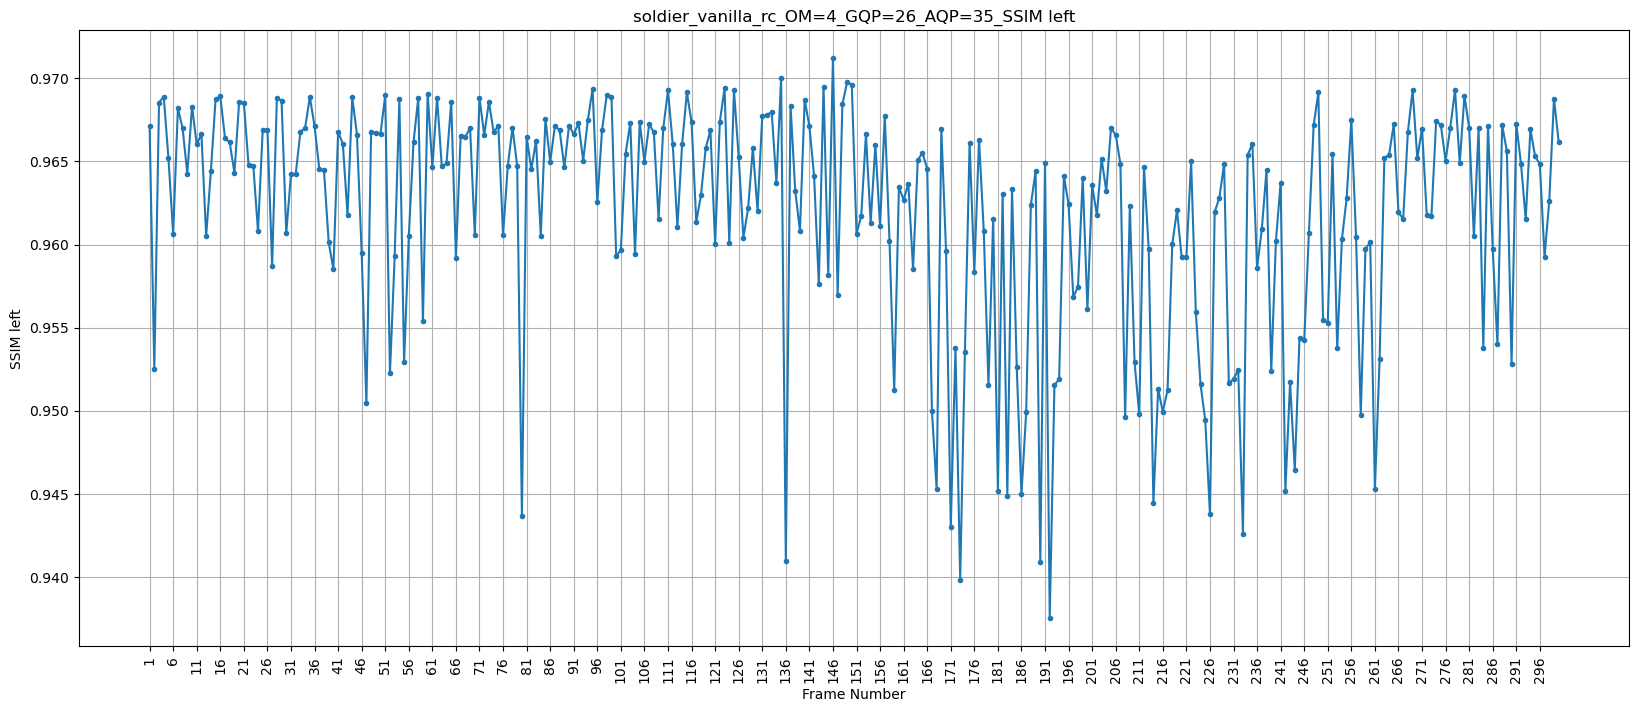 soldier_vanilla_rc_OM=4_GQP=26_AQP=35_SSIM left
SSIM left
0.970
0.965
0.960
0.955
0.950
0.945
0.940
1 6 11 16 21 26 31 36 41 46 51 56 61 66 71 76 81 86 91 96 101 106 111 116 121 126 131 136 141 146 151 156 161 166 171 176 181 186 191 196 201 206 211 216 221 226 231 236 241 246 251 256 261 266 271 276 281 286 291 296
Frame Number